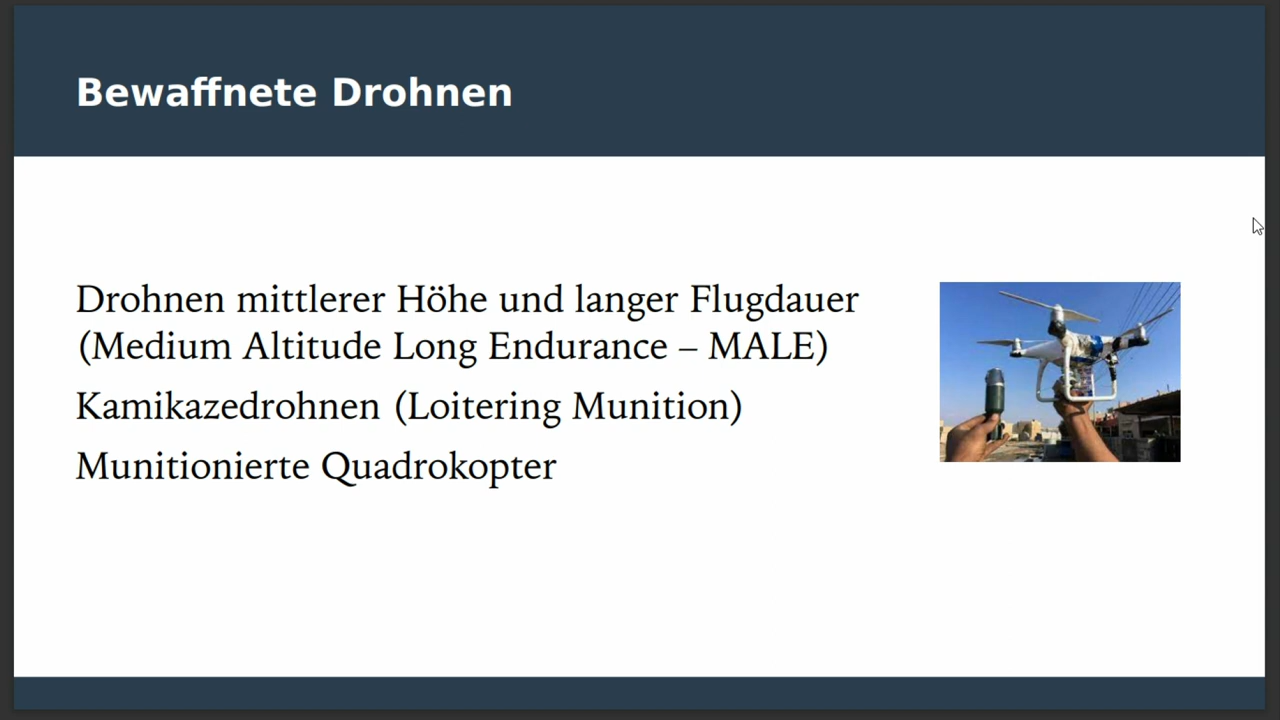 Bewaffnete Drohnen
Drohnen mittlerer Höhe und langer Flugdauer
(Medium Altitude Long Endurance – MALE)
Kamikazedrohnen (Loitering Munition)
Munitionierte Quadrokopter